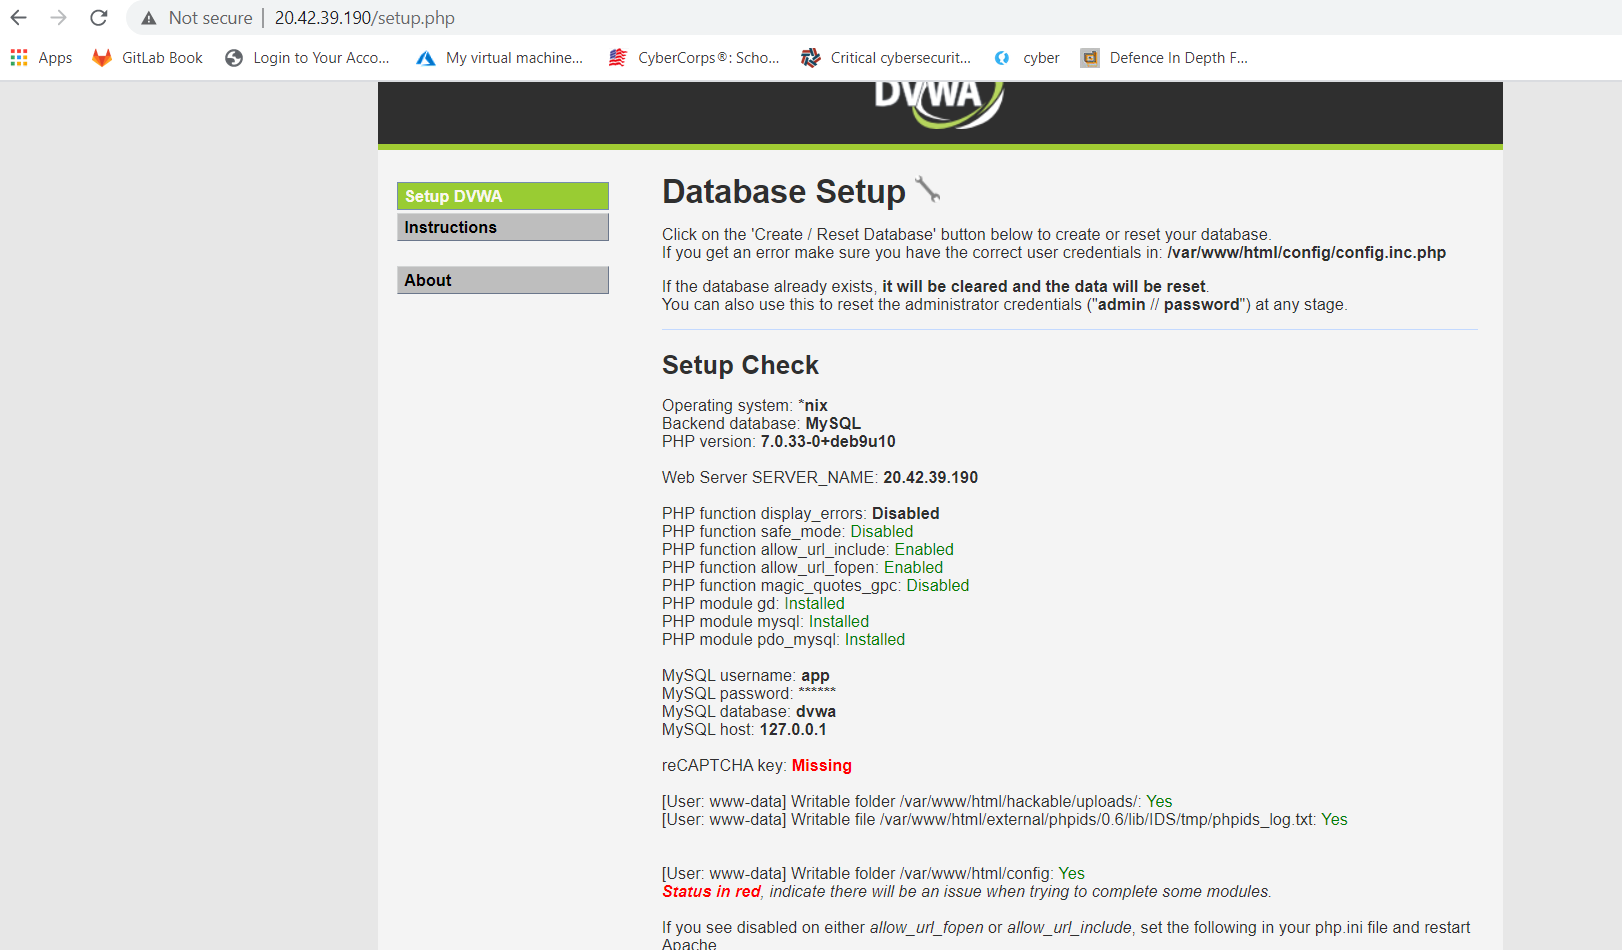 Not secure | 20.42.39.190/setup.php
Apps GitLab Book Login to Your Acco... My virtual machine... CyberCorps®: Scho... Critical cybersecurit... cyber Defence In Depth F...
DVWA
Setup DVWA
Instructions
About
Database Setup
Click on the 'Create / Reset Database' button below to create or reset your database.
If you get an error make sure you have the correct user credentials in: /var/www/html/config/config.inc.php
If the database already exists, it will be cleared and the data will be reset.
You can also use this to reset the administrator credentials ("admin // password") at any stage.
Setup Check
Operating system: *nix
Backend database: MySQL
PHP version: 7.0.33-0+deb9u10
Web Server SERVER_NAME: 20.42.39.190
PHP function display_errors: Disabled
PHP function safe_mode: Disabled
PHP function allow_url_include: Enabled
PHP function allow_url_fopen: Enabled
PHP function magic_quotes_gpc: Disabled
PHP module gd: Installed
PHP module mysql: Installed
PHP module pdo_mysql: Installed
MySQL username: app
MySQL password: ******
MySQL database: dvwa
MySQL host: 127.0.0.1
reCAPTCHA key: Missing
[User: www-data] Writable folder /var/www/html/hackable/uploads/: Yes
[User: www-data] Writable file /var/www/html/external/phpids/0.6/lib/IDS/tmp/phpids_log.txt: Yes
[User: www-data] Writable folder /var/www/html/config: Yes
Status in red, indicate there will be an issue when trying to complete some modules.
If you see disabled on either allow_url_fopen or allow_url_include, set the following in your php.ini file and restart
Apache